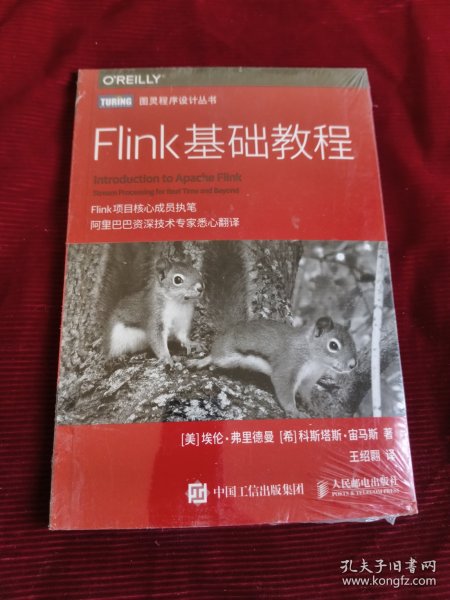 O'REILLY®
TURING 图灵程序设计丛书
Flink基础教程
Introduction to Apache Flink
Stream Processing for Real Time and Beyond
Flink项目核心成员执笔
阿里巴巴资深技术专家悉心翻译
[美]埃伦·弗里德曼 [希]科斯塔斯·宙马斯 著
王绍翾 译
中国工信出版集团
人民邮电出版社
POSTS & TELECOM PRESS
孔夫子旧书网
www.kongfz.com